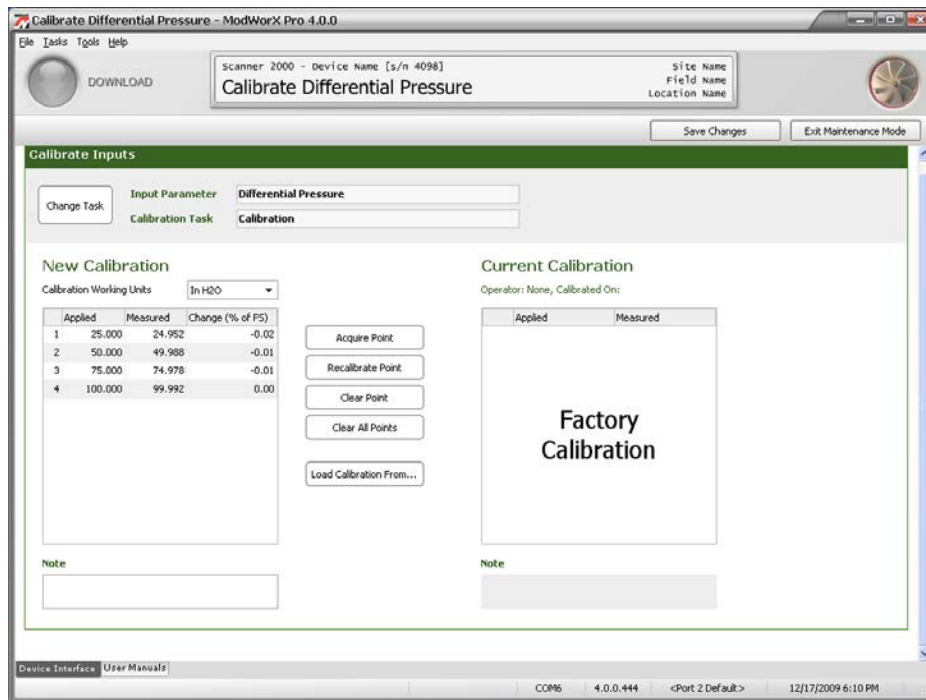 Calibrate Differential Pressure - ModWorX Pro 4.0.0
File Tasks Tools Help
DOWNLOAD
Scanner 2000 - Device Name [s/n 4098]
Calibrate Differential Pressure
Site Name
Field Name
Location Name
Save Changes
Exit Maintenance Mode
Calibrate Inputs
Change Task
Input Parameter Differential Pressure
Calibration Task Calibration
New Calibration
Calibration Working Units In H2O
Applied Measured Change (% of FS)
1 25.000 24.952 -0.02
2 50.000 49.988 -0.01
3 75.000 74.978 -0.01
4 100.000 99.992 0.00
Acquire Point
Recalibrate Point
Clear Point
Clear All Points
Load Calibration From...
Note
Current Calibration
Operator: None, Calibrated On:
Applied Measured
Factory
Calibration
Note
Device Interface User Manuals
COM6 4.0.0.444 <Port 2 Default> 12/17/2009 6:10 PM